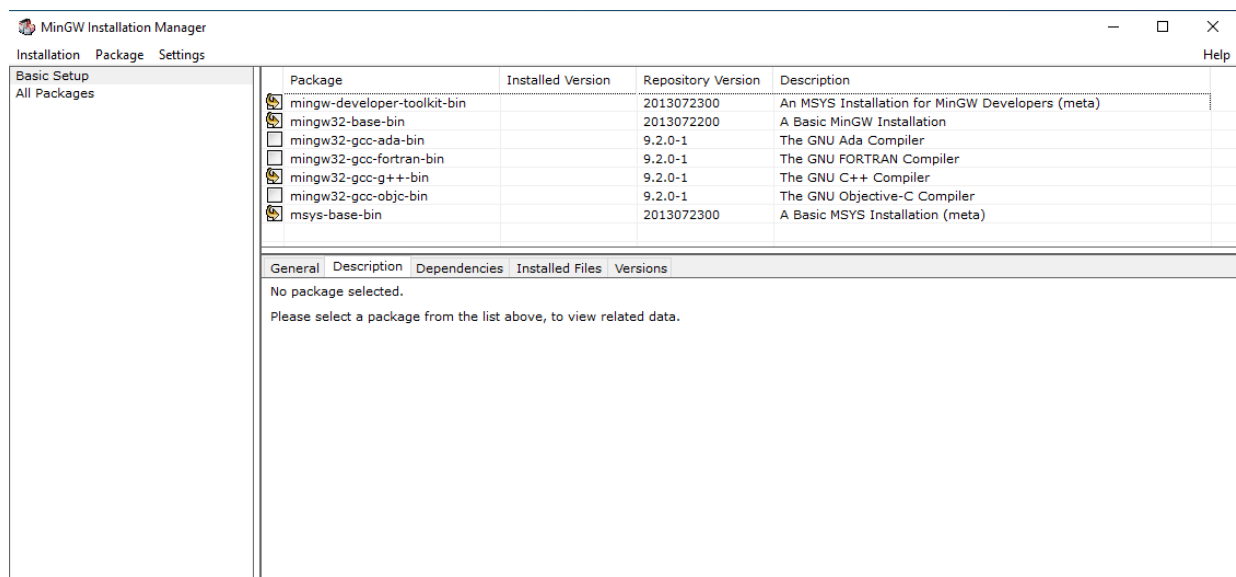 MinGW Installation Manager
Installation Package Settings Help
Basic Setup
All Packages
Package Installed Version Repository Version Description
mingw-developer-toolkit-bin 2013072300 An MSYS Installation for MinGW Developers (meta)
mingw32-base-bin 2013072200 A Basic MinGW Installation
mingw32-gcc-ada-bin 9.2.0-1 The GNU Ada Compiler
mingw32-gcc-fortran-bin 9.2.0-1 The GNU FORTRAN Compiler
mingw32-gcc-g++-bin 9.2.0-1 The GNU C++ Compiler
mingw32-gcc-objc-bin 9.2.0-1 The GNU Objective-C Compiler
msys-base-bin 2013072300 A Basic MSYS Installation (meta)
General Description Dependencies Installed Files Versions
No package selected.
Please select a package from the list above, to view related data.